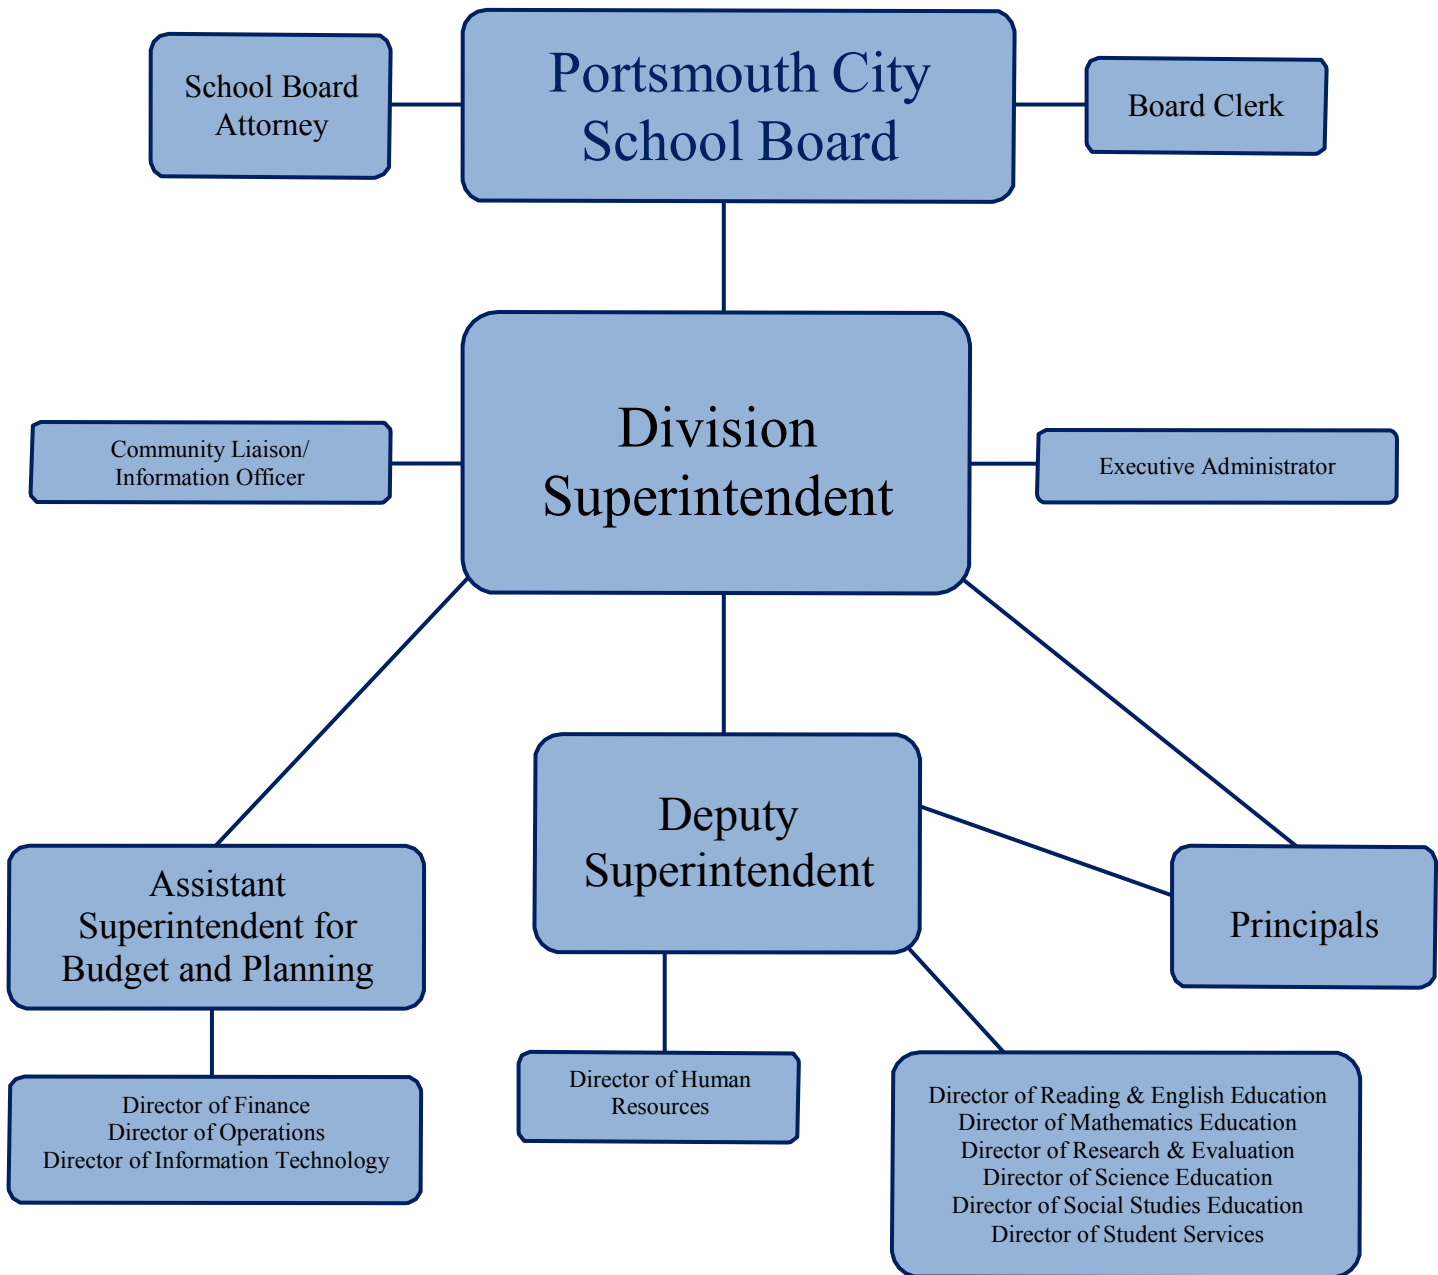 School Board
Attorney
Portsmouth City
School Board
Board Clerk
Community Liaison/
Information Officer
Division
Superintendent
Executive Administrator
Assistant
Superintendent for
Budget and Planning
Deputy
Superintendent
Principals
Director of Finance
Director of Operations
Director of Information Technology
Director of Human
Resources
Director of Reading & English Education
Director of Mathematics Education
Director of Research & Evaluation
Director of Science Education
Director of Social Studies Education
Director of Student Services